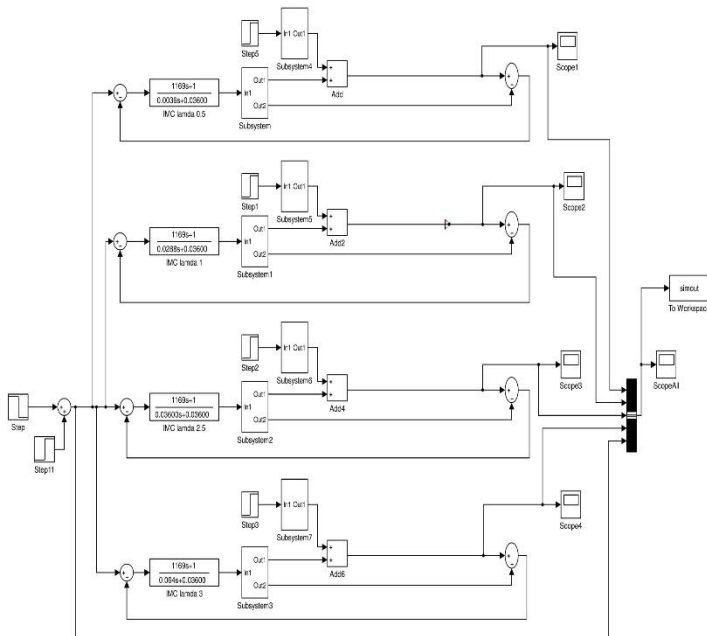 Step5
In1 Out1
Subsystem4
Add
Scope1
1169s+1
0.0036s+0.03600
IMC lamda 0.5
In1
Out1
Out2
Subsystem
Step1
In1 Out1
Subsystem5
Add2
Scope2
1169s+1
0.0288s+0.03600
IMC lamda 1
In1
Out1
Out2
Subsystem1
simout
To Workspace
Step2
In1 Out1
Subsystem6
Add4
Scope3
ScopeAll
1169s+1
0.03603s+0.03600
IMC lamda 2.5
In1
Out1
Out2
Subsystem2
Step
Step11
Step3
In1 Out1
Subsystem7
Add6
Scope4
1169s+1
0.064s+0.03600
IMC lamda 3
In1
Out1
Out2
Subsystem3